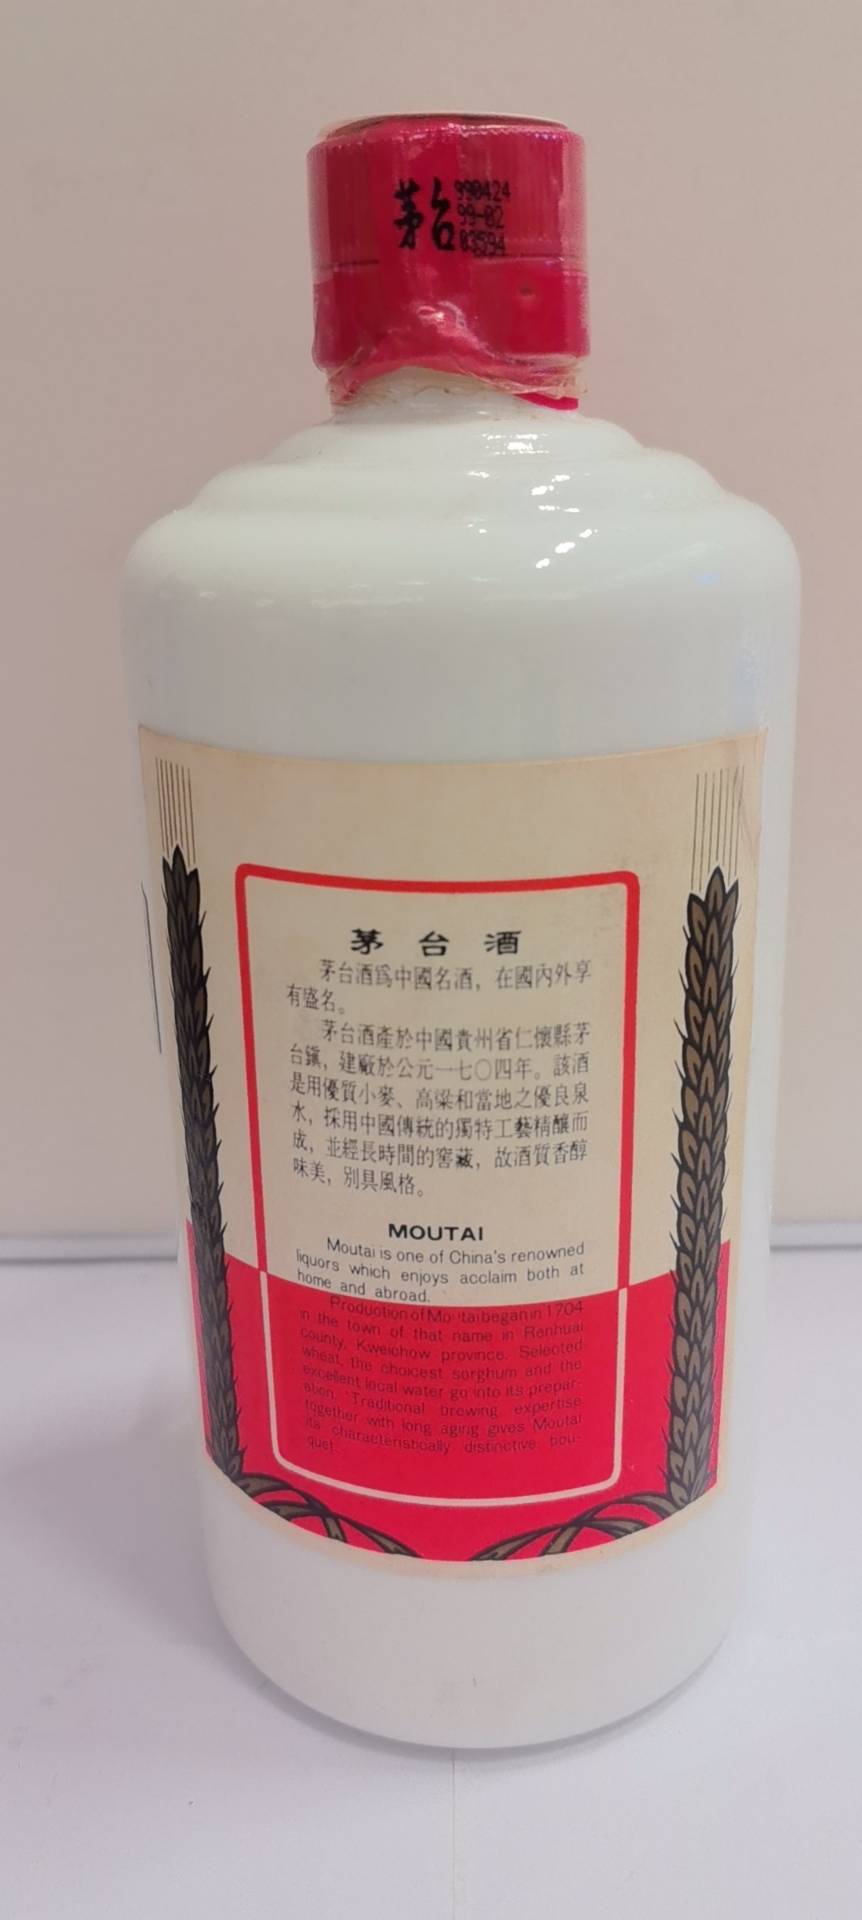 茅台
990424
99-02
03594
茅台酒
茅台酒爲中國名酒，在國内外享
有盛名。
茅台酒產於中國貴州省仁懷縣茅
台鎭，建廠於公元一七〇四年。該酒
是用優質小麥、高粱和當地之優良泉
水，採用中國傳統的獨特工藝精釀而
成，並經長時間的窖藏，故酒質香醇
味美，别具風格。
MOUTAI
Moutai is one of China's renowned
liquors which enjoys acclaim both at
home and abroad.
Production of Moutai began in 1704
in the town of that name in Renhuai
county, Kweichow province. Selected
wheat, the choicest sorghum and the
excellent local water go into its prepar-
ation. Traditional brewing expertise
together with long aging gives Moutai
its characteristically distinctive bou-
quet.